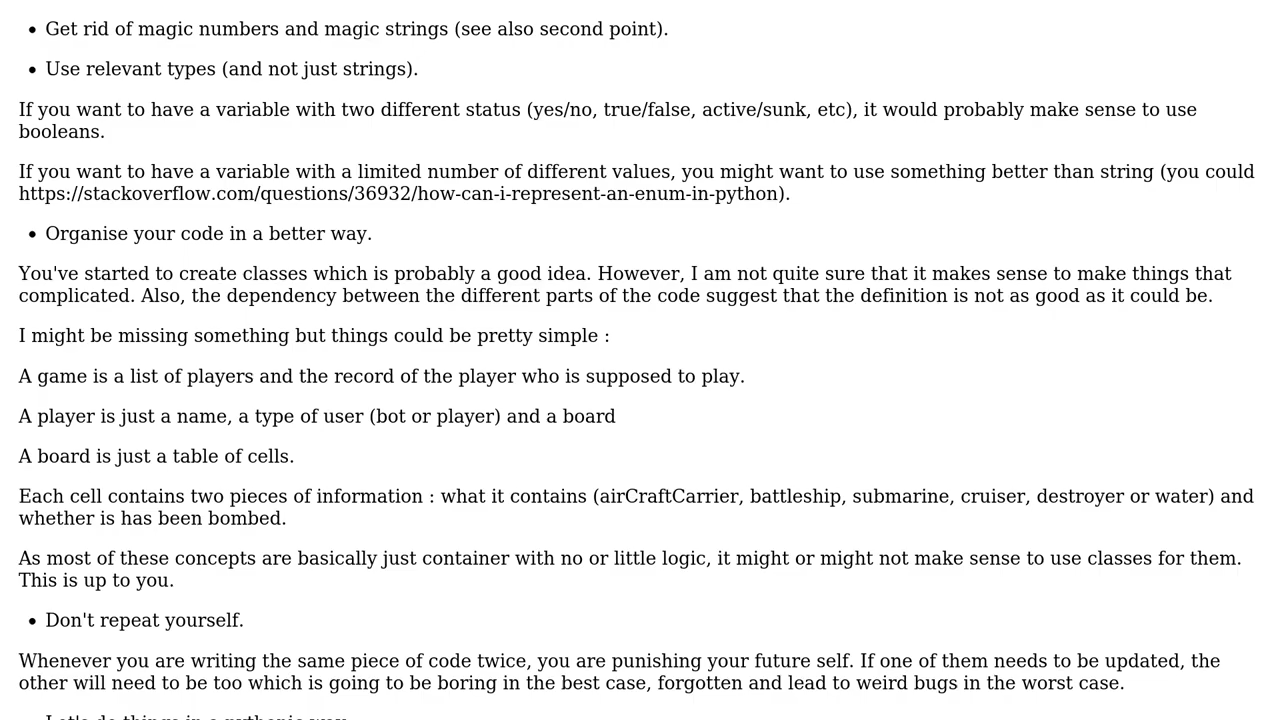 • Get rid of magic numbers and magic strings (see also second point).
• Use relevant types (and not just strings).
If you want to have a variable with two different status (yes/no, true/false, active/sunk, etc), it would probably make sense to use
booleans.
If you want to have a variable with a limited number of different values, you might want to use something better than string (you could
https://stackoverflow.com/questions/36932/how-can-i-represent-an-enum-in-python).
• Organise your code in a better way.
You've started to create classes which is probably a good idea. However, I am not quite sure that it makes sense to make things that
complicated. Also, the dependency between the different parts of the code suggest that the definition is not as good as it could be.
I might be missing something but things could be pretty simple :
A game is a list of players and the record of the player who is supposed to play.
A player is just a name, a type of user (bot or player) and a board
A board is just a table of cells.
Each cell contains two pieces of information : what it contains (airCraftCarrier, battleship, submarine, cruiser, destroyer or water) and
whether is has been bombed.
As most of these concepts are basically just container with no or little logic, it might or might not make sense to use classes for them.
This is up to you.
• Don't repeat yourself.
Whenever you are writing the same piece of code twice, you are punishing your future self. If one of them needs to be updated, the
other will need to be too which is going to be boring in the best case, forgotten and lead to weird bugs in the worst case.
Let's do things in a pythonic way